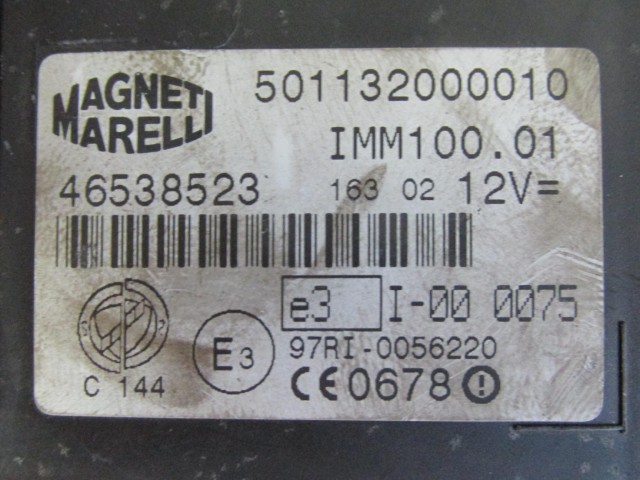 MAGNETI
MARELLI
501132000010
IMM100.01
46538523 163 02 12V=
e3 I-00 0075
E3 97RI-0056220
C 144 CE0678